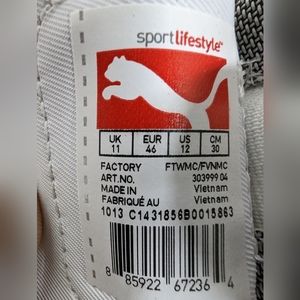 sportlifestyle
UK EUR US CM
11 46 12 30
FACTORY FTWMC/FVNMC
ART.NO. 303999 04
MADE IN Vietnam
FABRIQUÉ AU Vietnam
1013 C1431856B0015863
8 85922 67236 4